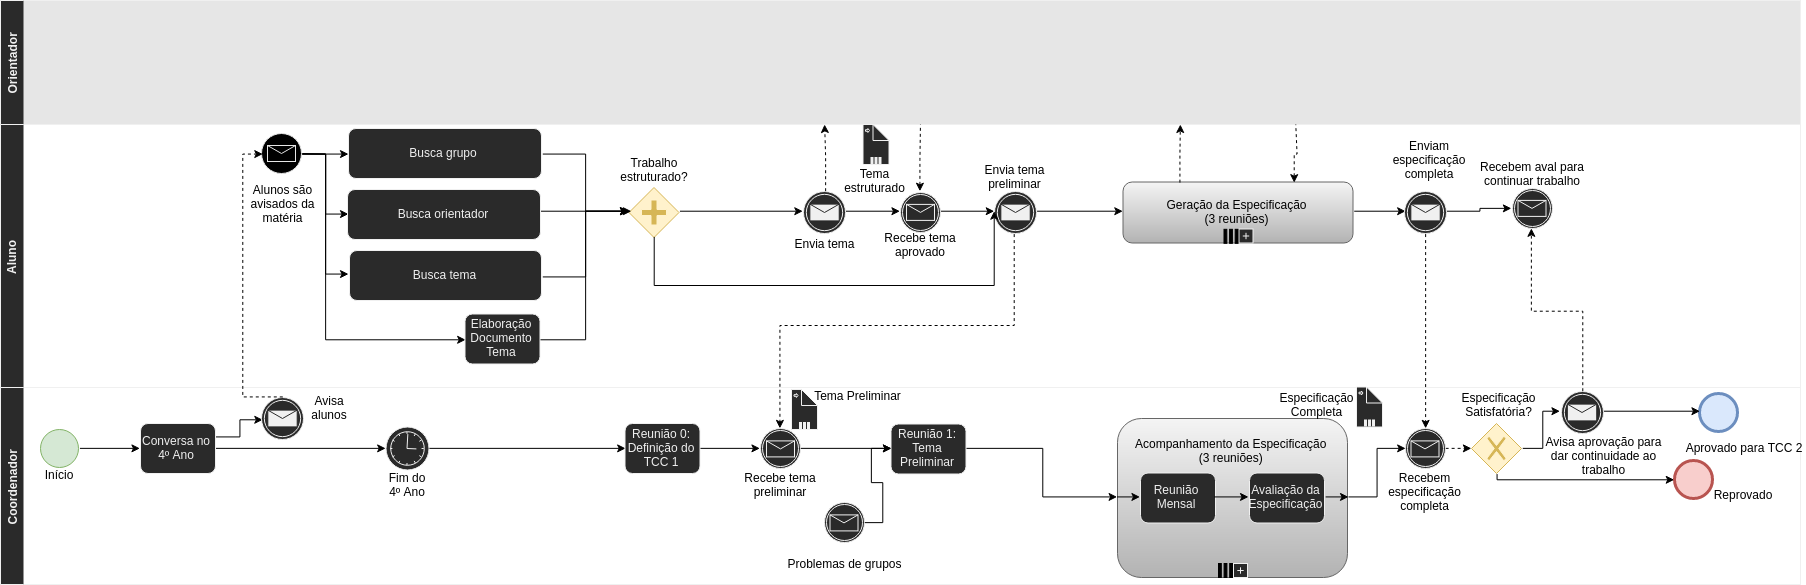 Orientador
Aluno
Alunos são
avisados da
matéria
Busca grupo
Busca orientador
Busca tema
Elaboração
Documento
Tema
Trabalho
estruturado?
Envia tema
Tema
estruturado
Recebe tema
aprovado
Envia tema
preliminar
Geração da Especificação
(3 reuniões)
Enviam
especificação
completa
Recebem aval para
continuar trabalho
Coordenador
Início
Conversa no
4º Ano
Avisa
alunos
Fim do
4º Ano
Reunião 0:
Definição do
TCC 1
Tema Preliminar
Recebe tema
preliminar
Problemas de grupos
Reunião 1:
Tema
Preliminar
Acompanhamento da Especificação
(3 reuniões)
Reunião
Mensal
Avaliação da
Especificação
Especificação
Completa
Recebem
especificação
completa
Especificação
Satisfatória?
Avisa aprovação para
dar continuidade ao
trabalho
Aprovado para TCC 2
Reprovado